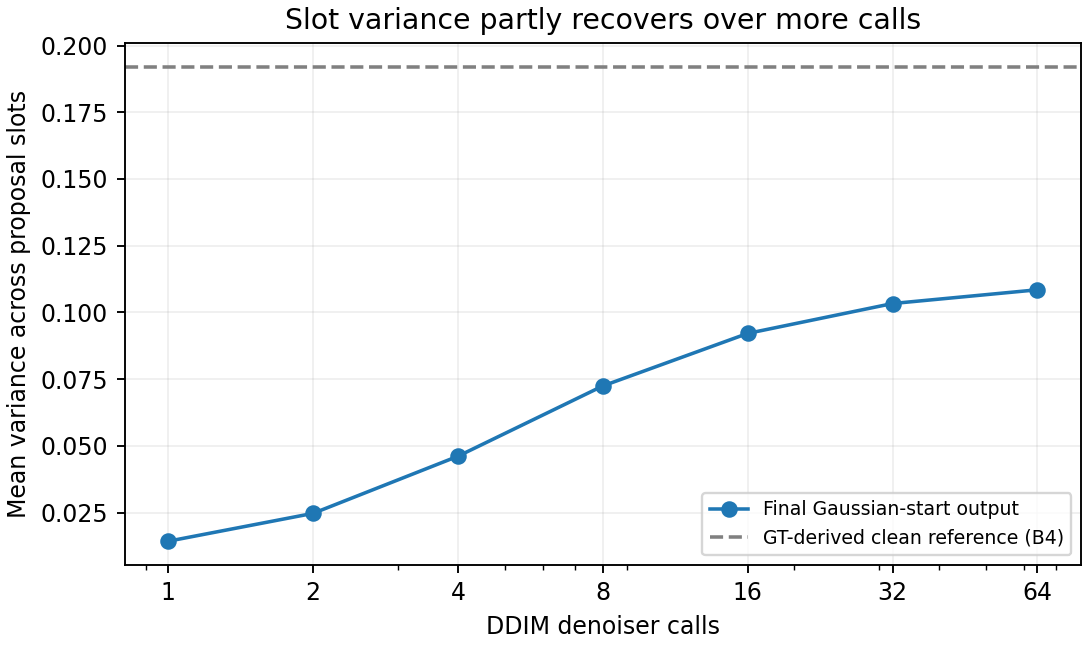 Slot variance partly recovers over more calls
Mean variance across proposal slots
0.200
0.175
0.150
0.125
0.100
0.075
0.050
0.025
1 2 4 8 16 32 64
DDIM denoiser calls
Final Gaussian-start output
GT-derived clean reference (B4)